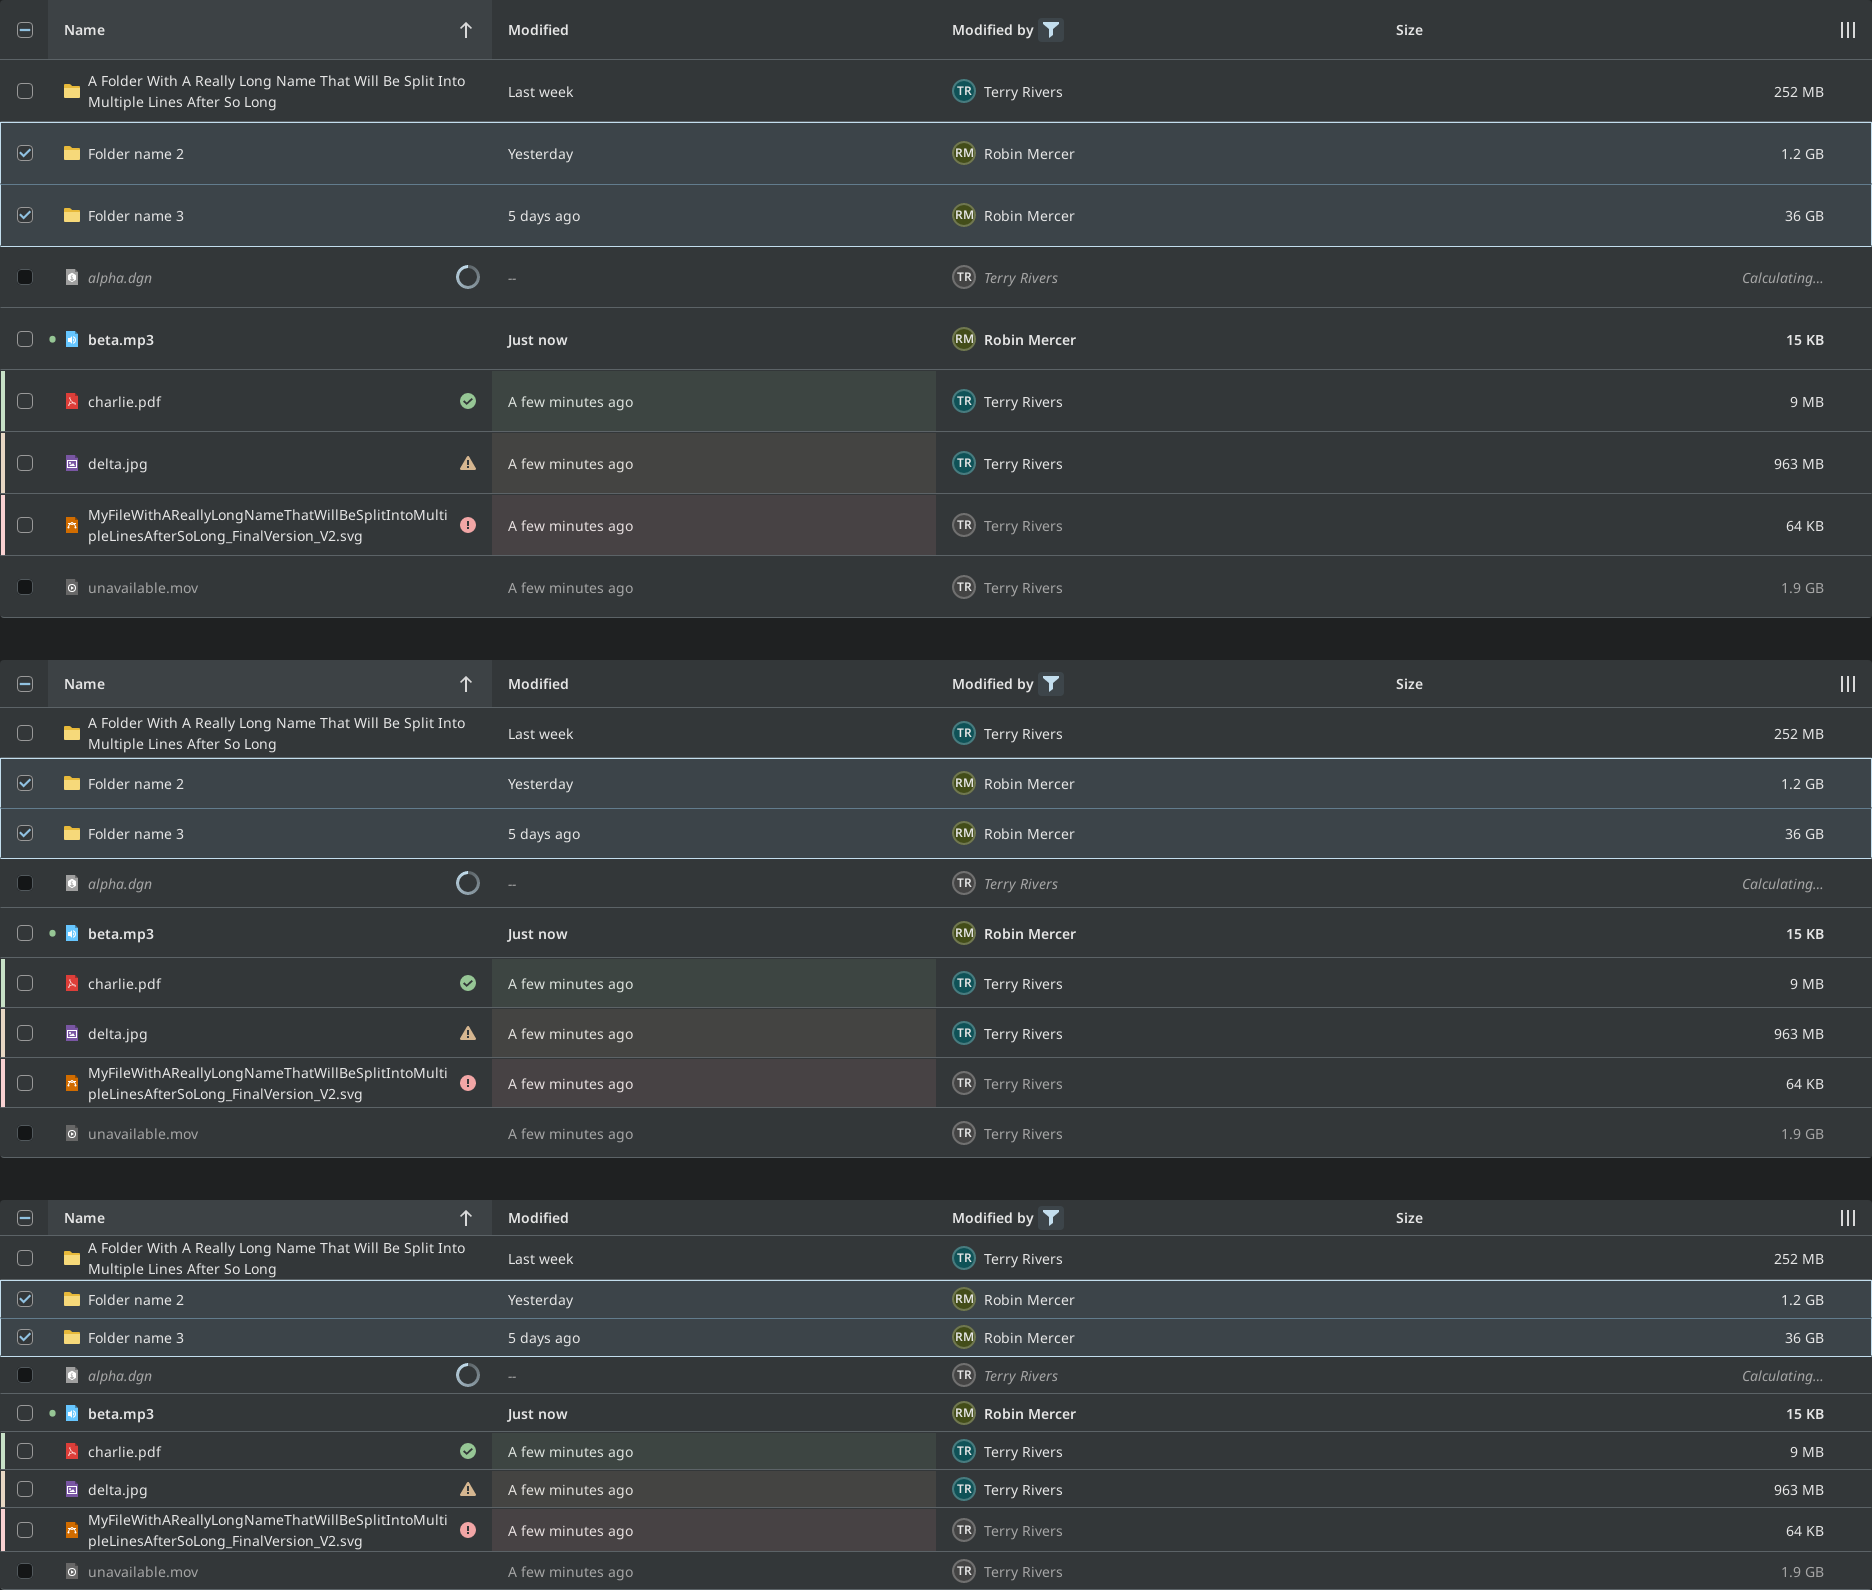 Name Modified Modified by Size
A Folder With A Really Long Name That Will Be Split Into
Multiple Lines After So Long Last week TR Terry Rivers 252 MB
Folder name 2 Yesterday RM Robin Mercer 1.2 GB
Folder name 3 5 days ago RM Robin Mercer 36 GB
alpha.dgn -- TR Terry Rivers Calculating...
beta.mp3 Just now RM Robin Mercer 15 KB
charlie.pdf A few minutes ago TR Terry Rivers 9 MB
delta.jpg A few minutes ago TR Terry Rivers 963 MB
MyFileWithAReallyLongNameThatWillBeSplitIntoMulti
pleLinesAfterSoLong_FinalVersion_V2.svg A few minutes ago TR Terry Rivers 64 KB
unavailable.mov A few minutes ago TR Terry Rivers 1.9 GB
Name Modified Modified by Size
A Folder With A Really Long Name That Will Be Split Into
Multiple Lines After So Long Last week TR Terry Rivers 252 MB
Folder name 2 Yesterday RM Robin Mercer 1.2 GB
Folder name 3 5 days ago RM Robin Mercer 36 GB
alpha.dgn -- TR Terry Rivers Calculating...
beta.mp3 Just now RM Robin Mercer 15 KB
charlie.pdf A few minutes ago TR Terry Rivers 9 MB
delta.jpg A few minutes ago TR Terry Rivers 963 MB
MyFileWithAReallyLongNameThatWillBeSplitIntoMulti
pleLinesAfterSoLong_FinalVersion_V2.svg A few minutes ago TR Terry Rivers 64 KB
unavailable.mov A few minutes ago TR Terry Rivers 1.9 GB
Name Modified Modified by Size
A Folder With A Really Long Name That Will Be Split Into
Multiple Lines After So Long Last week TR Terry Rivers 252 MB
Folder name 2 Yesterday RM Robin Mercer 1.2 GB
Folder name 3 5 days ago RM Robin Mercer 36 GB
alpha.dgn -- TR Terry Rivers Calculating...
beta.mp3 Just now RM Robin Mercer 15 KB
charlie.pdf A few minutes ago TR Terry Rivers 9 MB
delta.jpg A few minutes ago TR Terry Rivers 963 MB
MyFileWithAReallyLongNameThatWillBeSplitIntoMulti
pleLinesAfterSoLong_FinalVersion_V2.svg A few minutes ago TR Terry Rivers 64 KB
unavailable.mov A few minutes ago TR Terry Rivers 1.9 GB